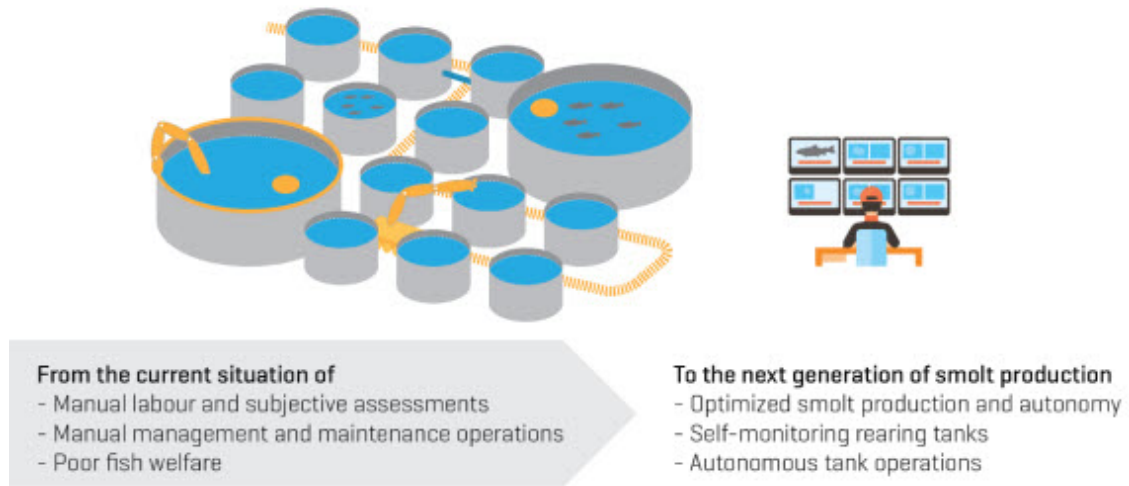 From the current situation of
- Manual labour and subjective assessments
- Manual management and maintenance operations
- Poor fish welfare
To the next generation of smolt production
- Optimized smolt production and autonomy
- Self-monitoring rearing tanks
- Autonomous tank operations